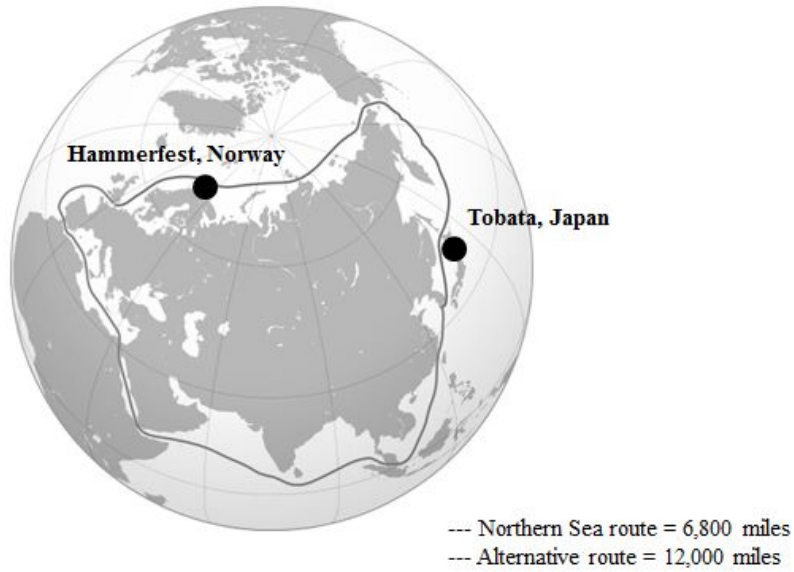 Hammerfest, Norway
Tobata, Japan
--- Northern Sea route = 6,800 miles
--- Alternative route = 12,000 miles